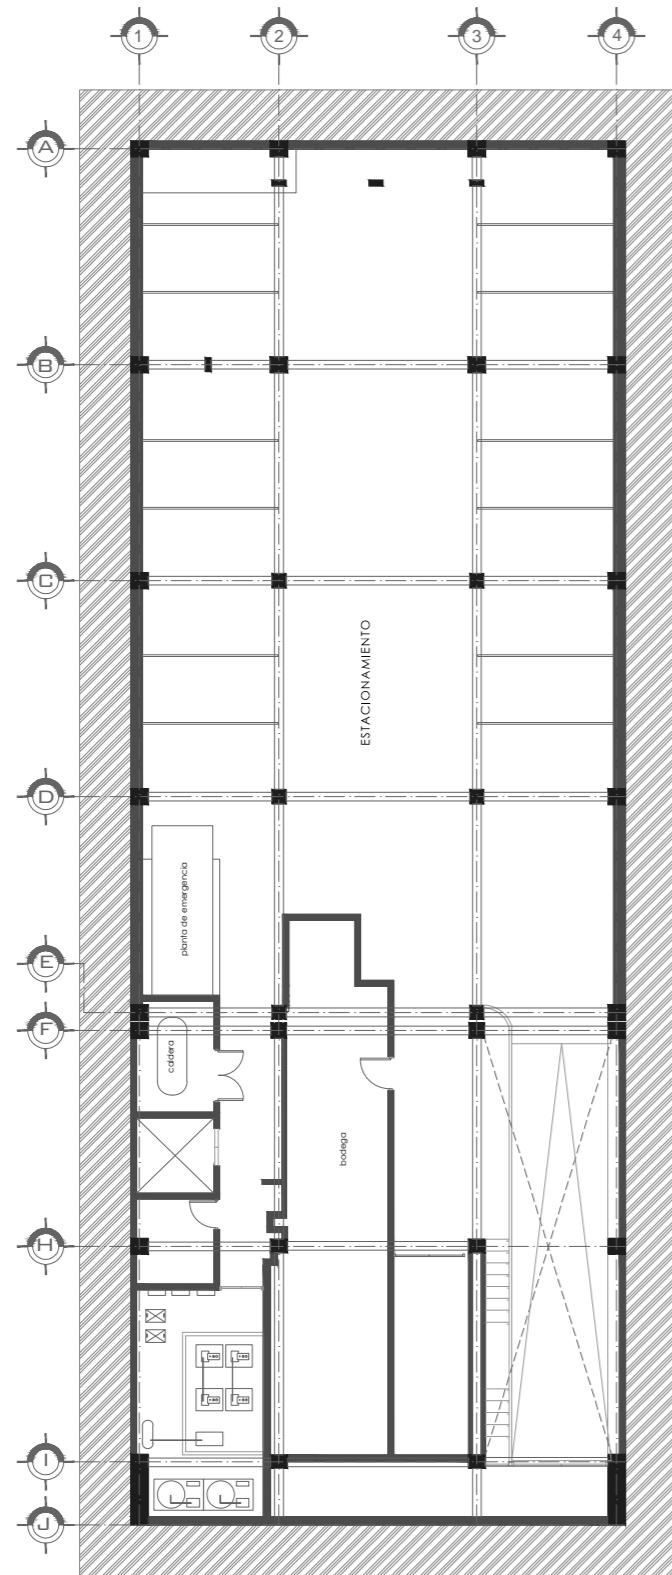 1 2 3 4
A
B
C
ESTACIONAMIENTO
D
planta de emergencia
E
F
caldera
bodega
H
I
J